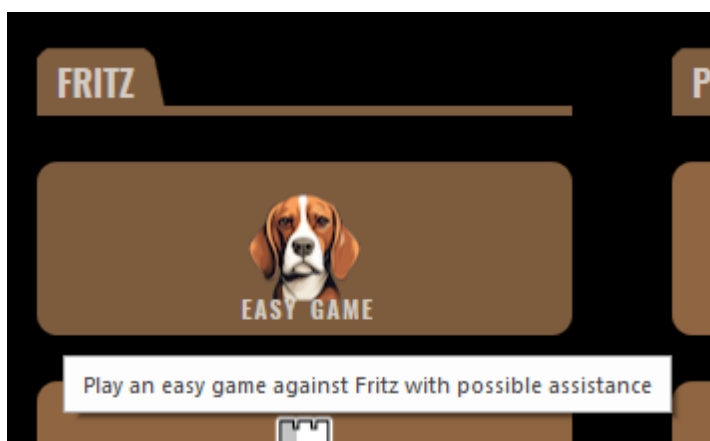 FRITZ
P
EASY GAME
Play an easy game against Fritz with possible assistance